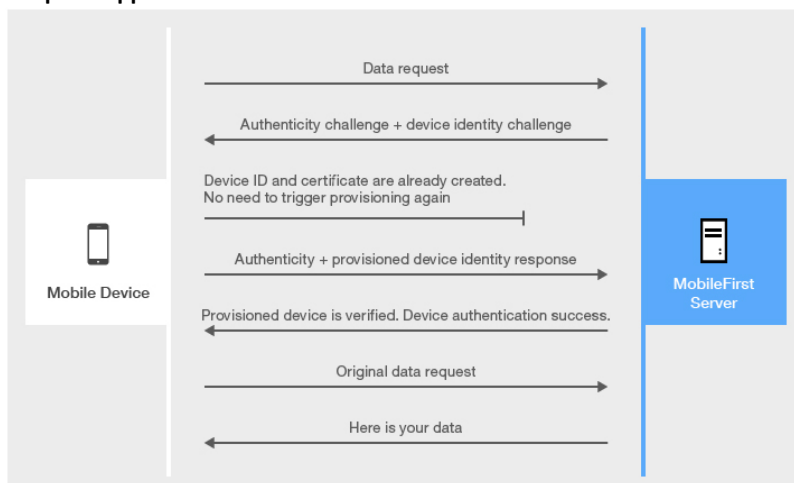 Data request
Authenticity challenge + device identity challenge
Device ID and certificate are already created.
No need to trigger provisioning again
Authenticity + provisioned device identity response
Mobile Device
MobileFirst
Server
Provisioned device is verified. Device authentication success.
Original data request
Here is your data